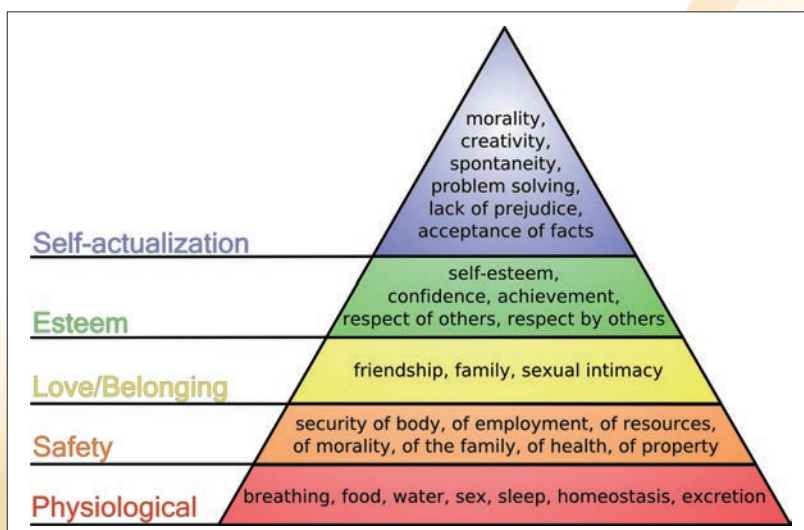 morality,
creativity,
spontaneity,
problem solving,
lack of prejudice,
acceptance of facts
Self-actualization
self-esteem,
confidence, achievement,
respect of others, respect by others
Esteem
friendship, family, sexual intimacy
Love/Belonging
security of body, of employment, of resources,
of morality, of the family, of health, of property
Safety
breathing, food, water, sex, sleep, homeostasis, excretion
Physiological